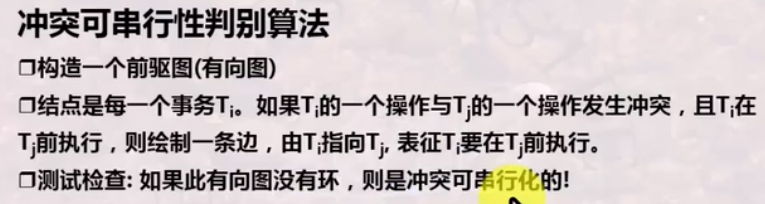 冲突可串行性判别算法
❒构造一个前驱图(有向图)
❒结点是每一个事务Ti。如果Ti的一个操作与Tj的一个操作发生冲突，且Ti在
Tj前执行，则绘制一条边，由Ti指向Tj, 表征Ti要在Tj前执行。
❒测试检查: 如果此有向图没有环，则是冲突可串行化的!